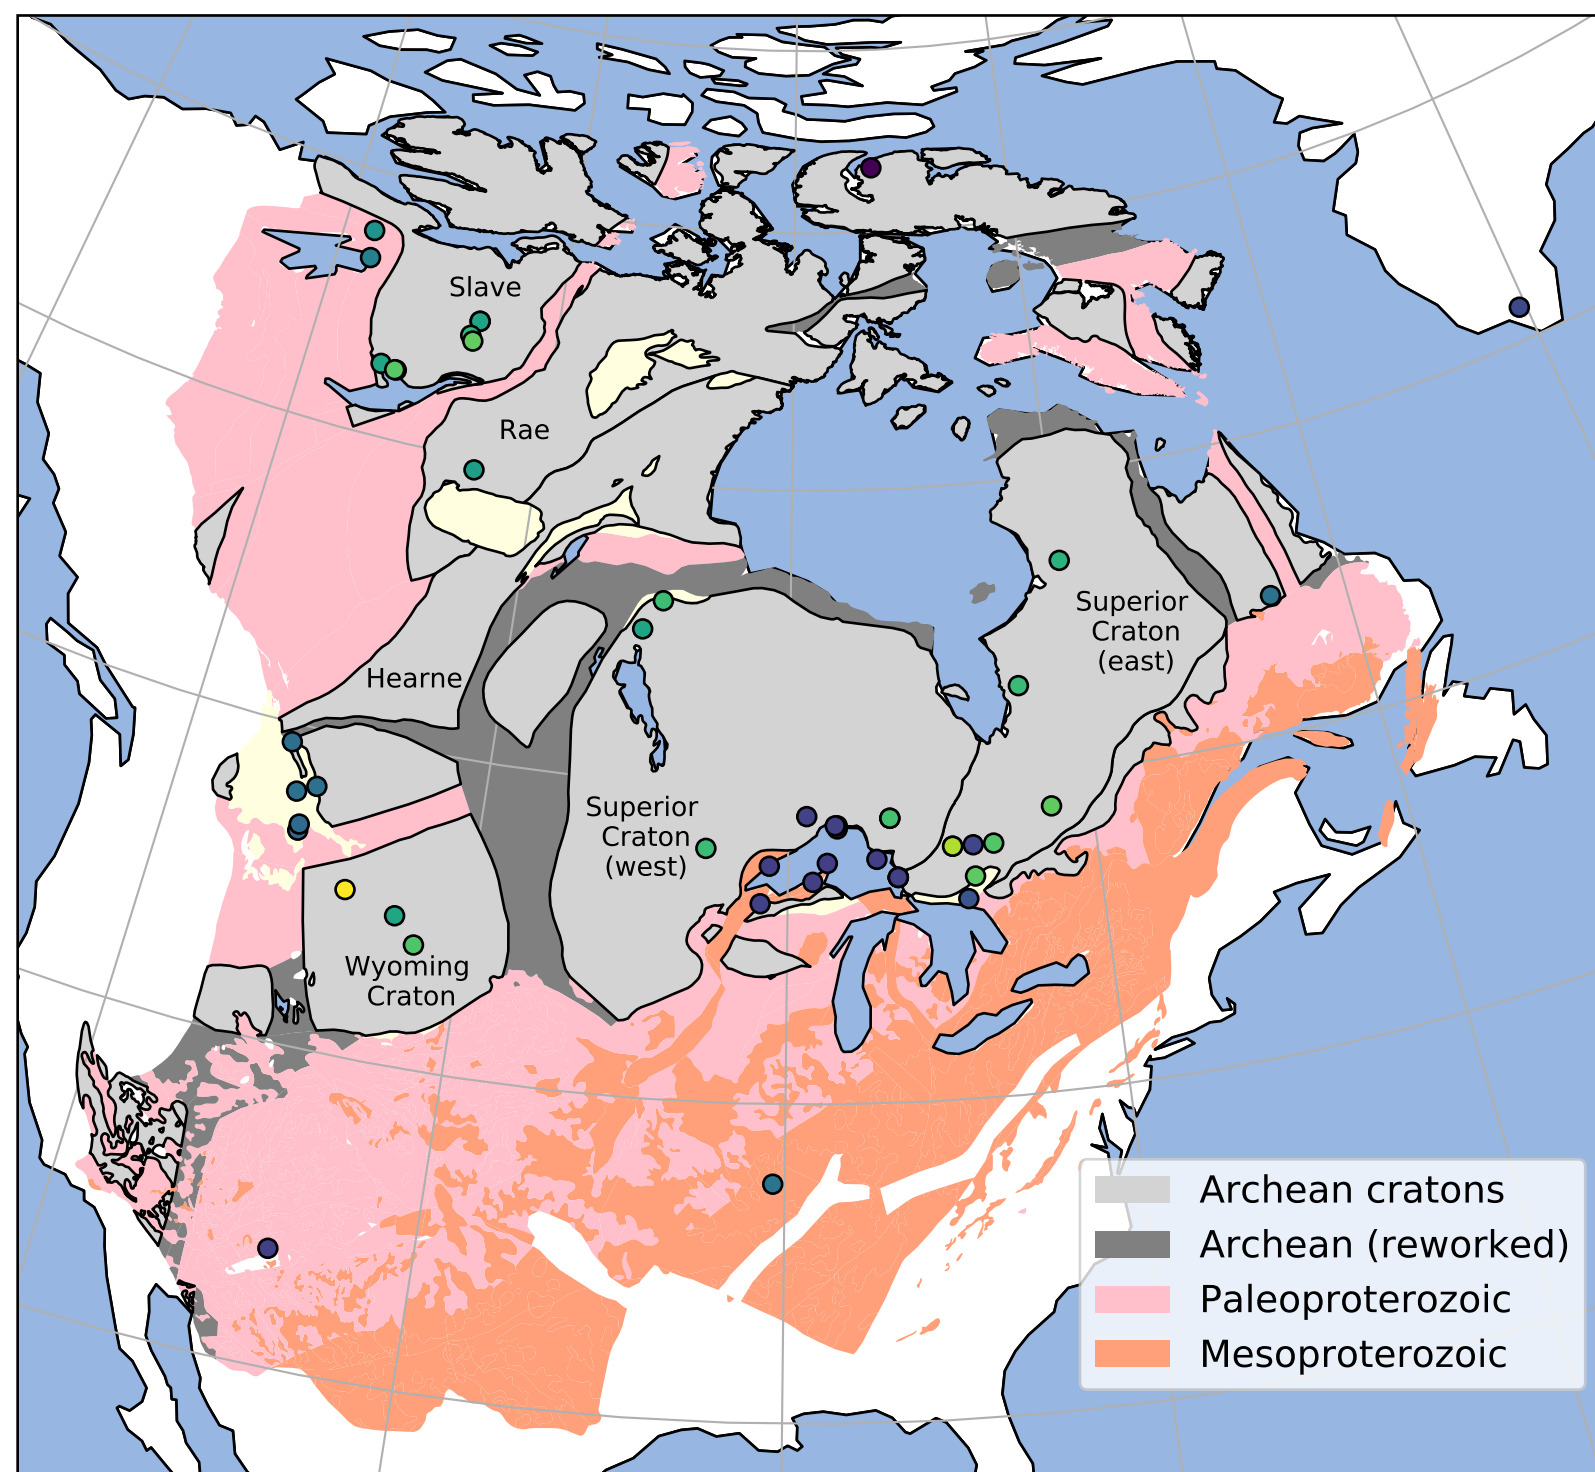 Slave
Rae
Superior
Craton
(east)
Hearne
Superior
Craton
(west)
Wyoming
Craton
Archean cratons
Archean (reworked)
Paleoproterozoic
Mesoproterozoic